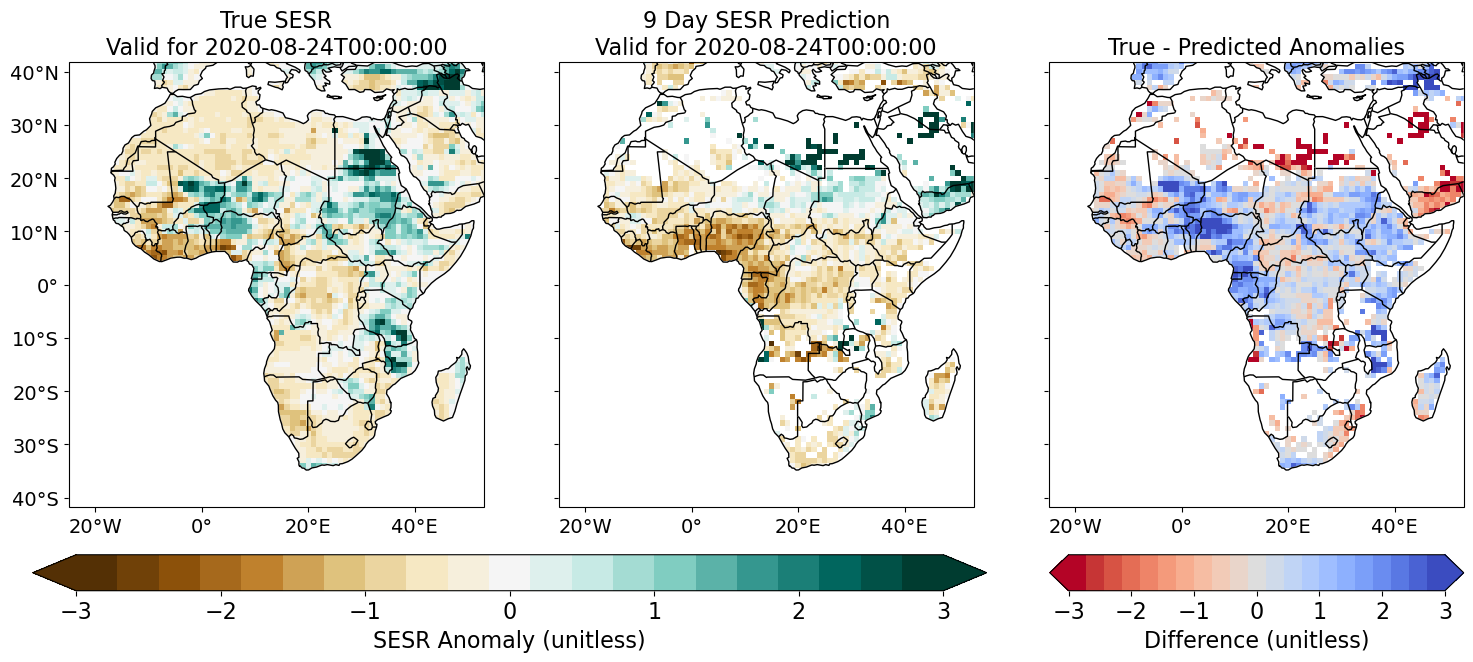 True SESR
Valid for 2020-08-24T00:00:00
9 Day SESR Prediction
Valid for 2020-08-24T00:00:00
True - Predicted Anomalies
40°N
30°N
20°N
10°N
0°
10°S
20°S
30°S
40°S
20°W 0° 20°E 40°E
20°W 0° 20°E 40°E
20°W 0° 20°E 40°E
−3 −2 −1 0 1 2 3
SESR Anomaly (unitless)
−3 −2 −1 0 1 2 3
Difference (unitless)